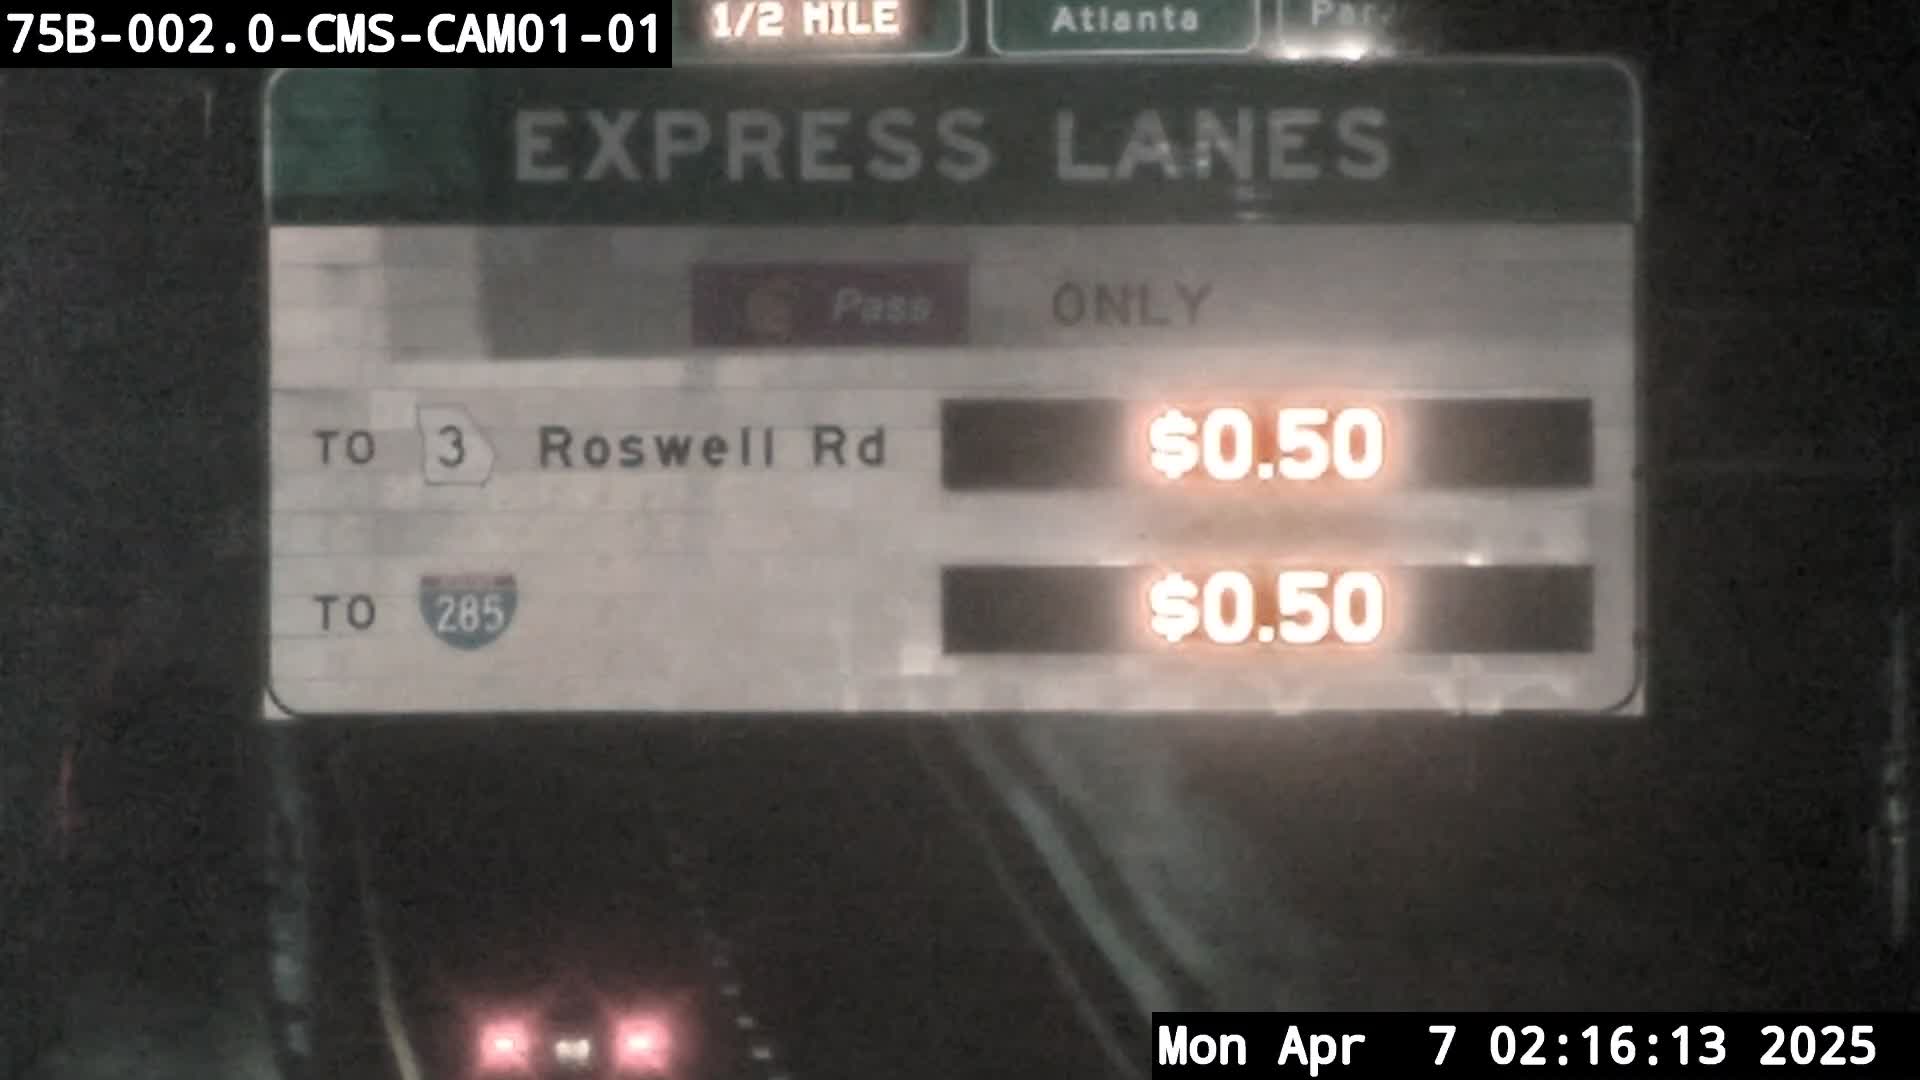 75B-002.0-CMS-CAM01-01
1/2 MILE
Atlanta
EXPRESS LANES
Pass ONLY
TO 3 Roswell Rd $0.50
TO 285 $0.50
Mon Apr 7 02:16:13 2025